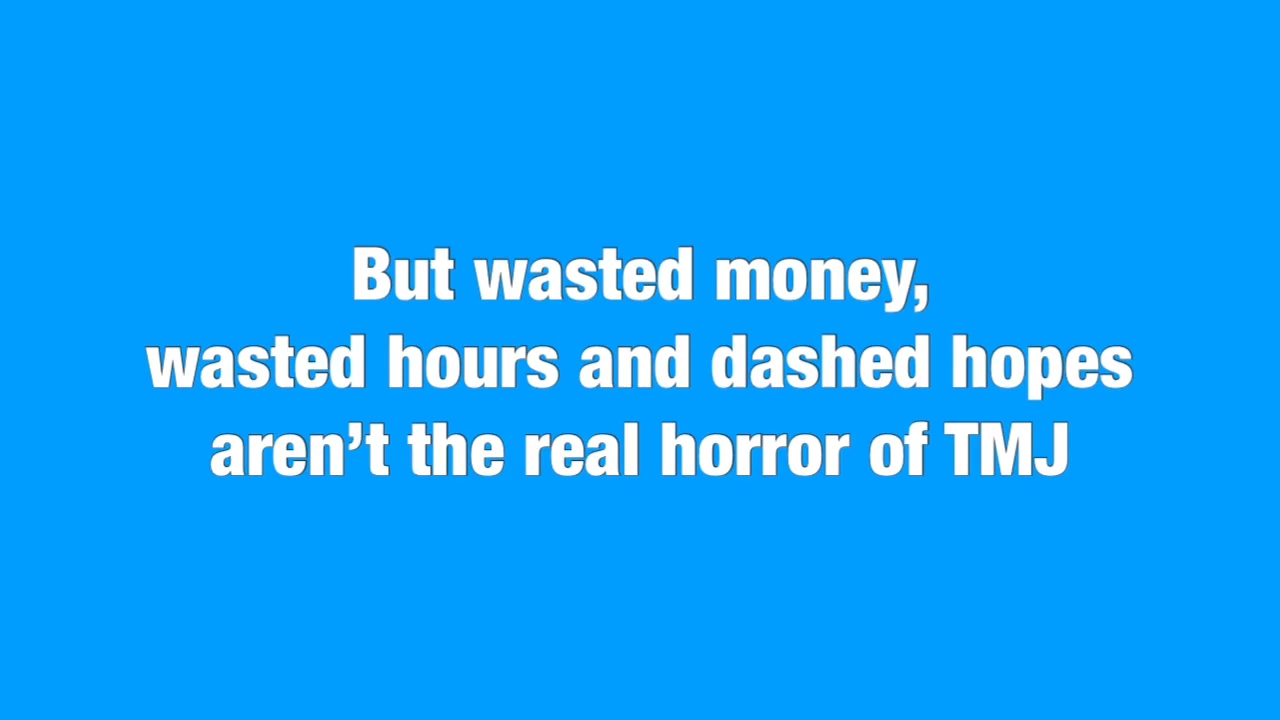 But wasted money,
wasted hours and dashed hopes
aren’t the real horror of TMJ